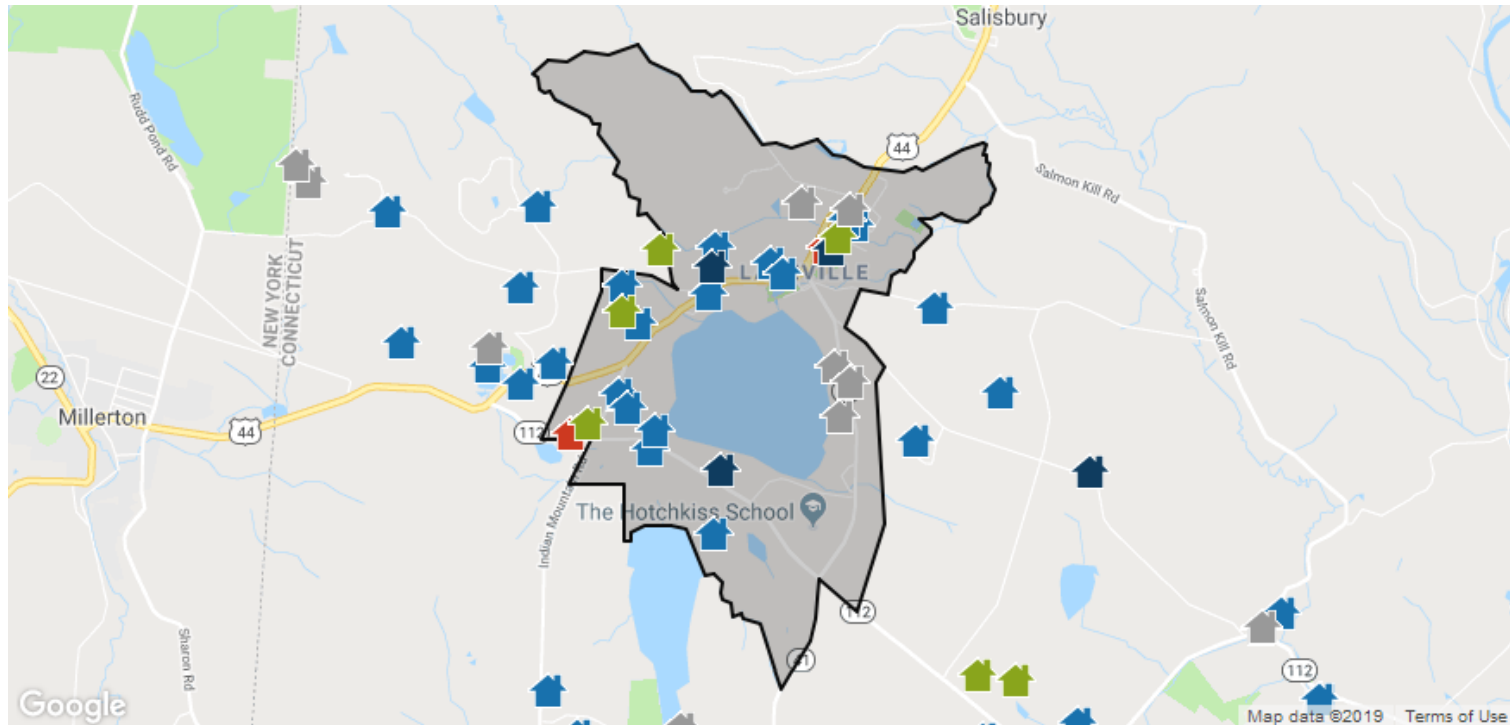 Salisbury
44
Rudd Pond Rd
Salmon Kill Rd
NEW YORK
CONNECTICUT
22
Millerton
44
112
Salmon Kill Rd
The Hotchkiss School
Indian Mountain Rd
112
41
112
Sharon Rd
Google
Map data ©2019 Terms of Use